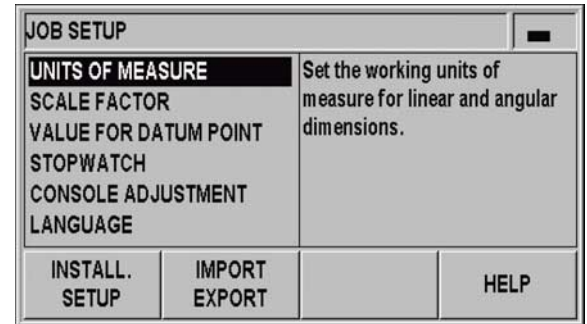 JOB SETUP
UNITS OF MEASURE
SCALE FACTOR
VALUE FOR DATUM POINT
STOPWATCH
CONSOLE ADJUSTMENT
LANGUAGE
Set the working units of
measure for linear and angular
dimensions.
INSTALL.
SETUP
IMPORT
EXPORT
HELP